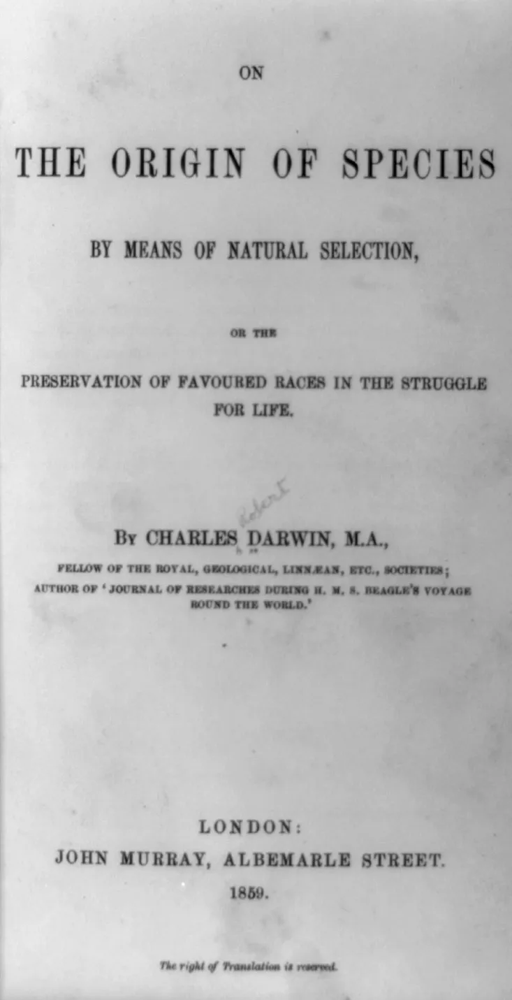 ON
THE ORIGIN OF SPECIES
BY MEANS OF NATURAL SELECTION,
OR THE
PRESERVATION OF FAVOURED RACES IN THE STRUGGLE
FOR LIFE.
Robert
BY CHARLES DARWIN, M.A.,
FELLOW OF THE ROYAL, GEOLOGICAL, LINNÆAN, ETC., SOCIETIES;
AUTHOR OF ‘JOURNAL OF RESEARCHES DURING H. M. S. BEAGLE’S VOYAGE
ROUND THE WORLD.’
LONDON:
JOHN MURRAY, ALBEMARLE STREET.
1859.
The right of Translation is reserved.